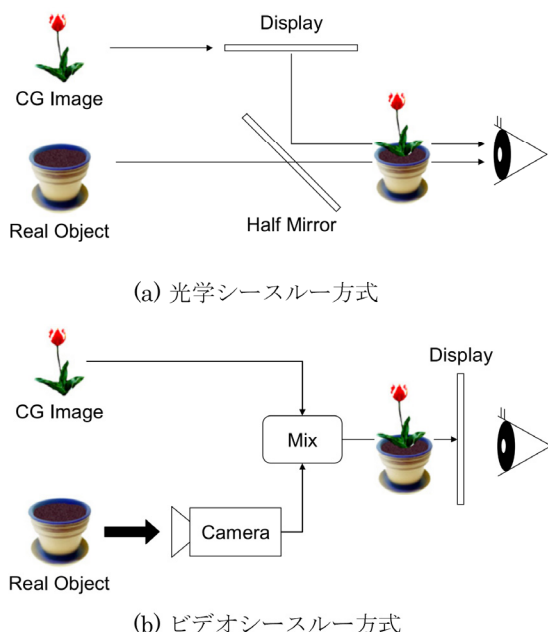 Display
CG Image
Real Object
Half Mirror
(a) 光学シースルー方式
CG Image
Display
Mix
Camera
Real Object
(b) ビデオシースルー方式